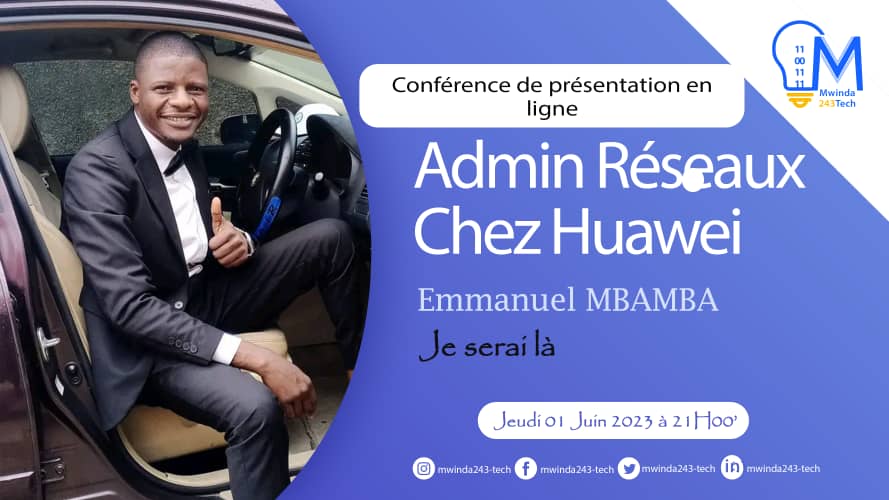 11
00
11
11
M
Mwinda
243Tech
Conférence de présentation en
ligne
Admin Réseaux
Chez Huawei
Emmanuel MBAMBA
Je serai là
Jeudi 01 Juin 2023 à 21H00’
mwinda243-tech mwinda243-tech mwinda243-tech mwinda243-tech